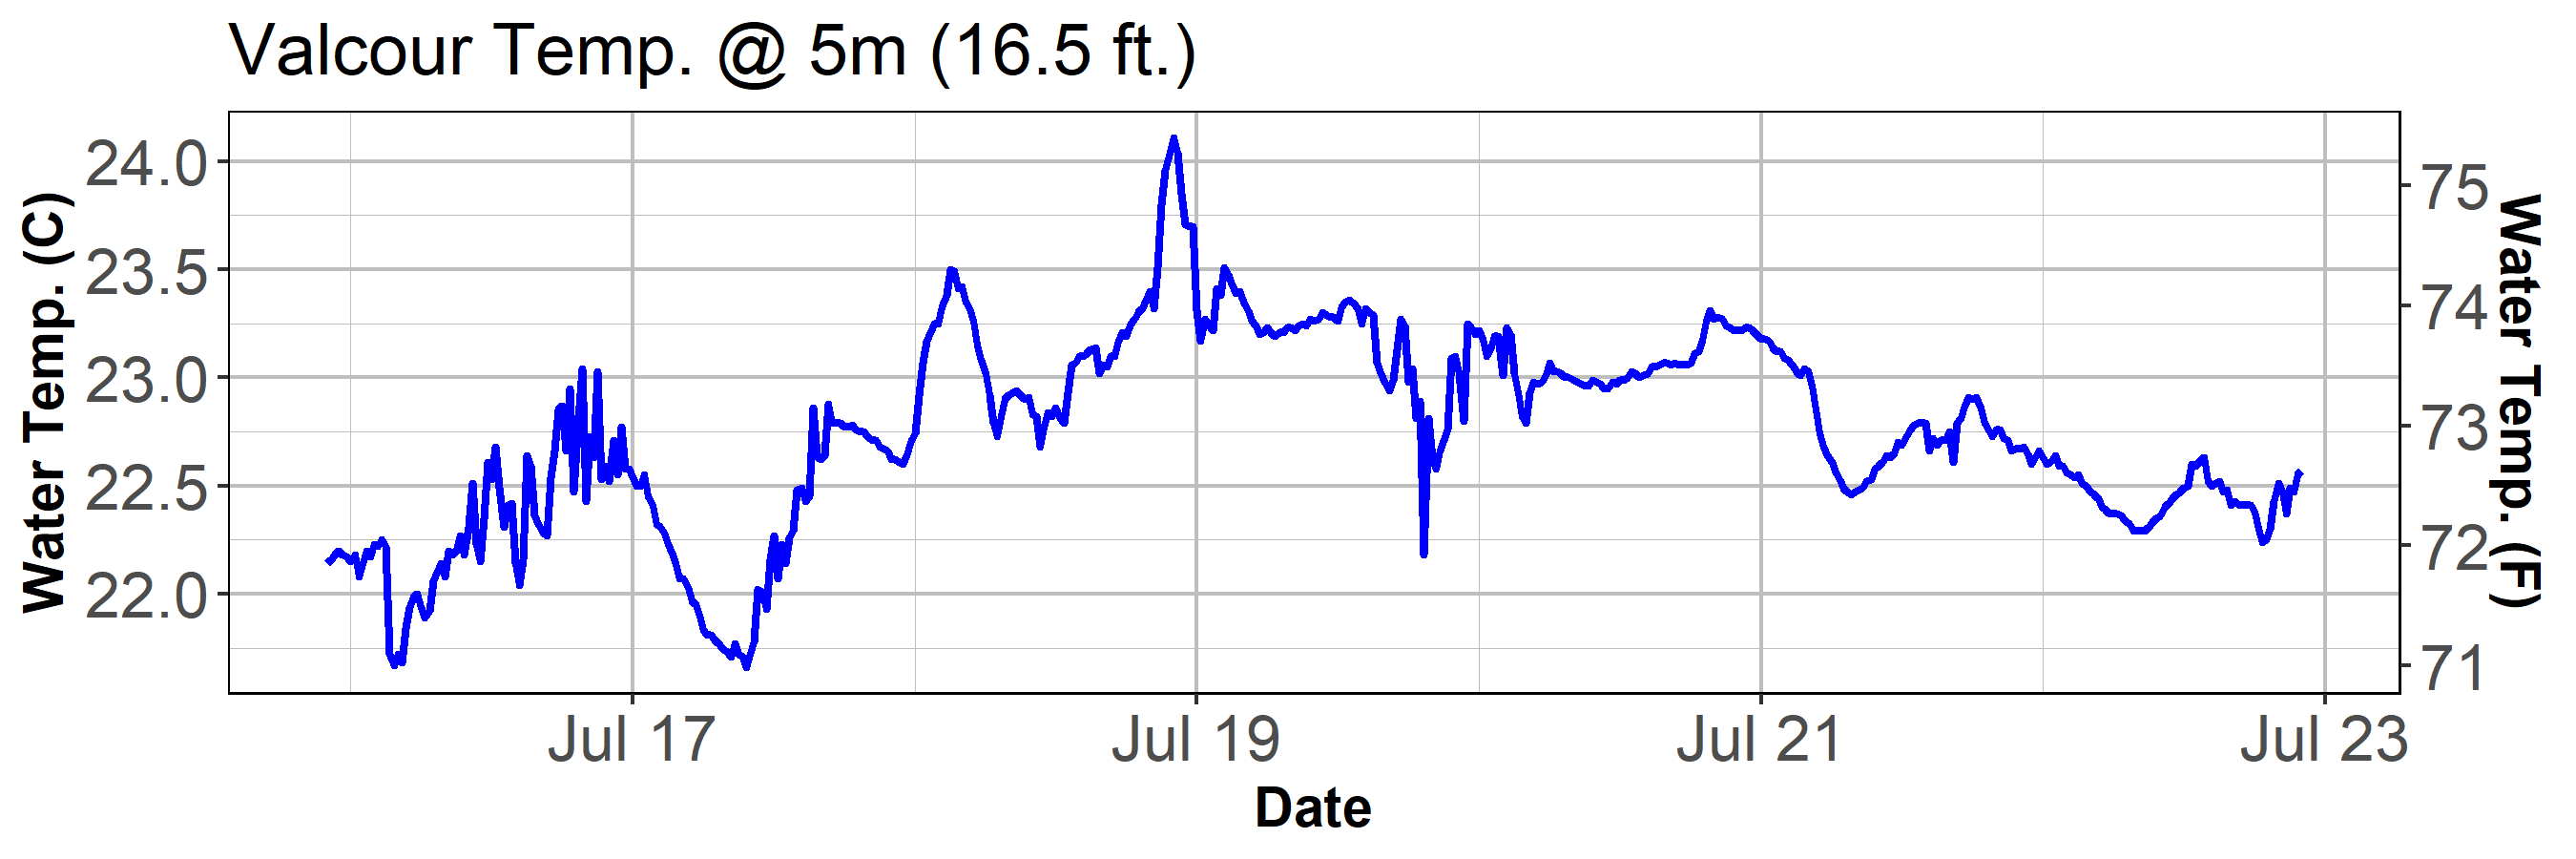 Valcour Temp. @ 5m (16.5 ft.)
Water Temp. (C)
24.0
23.5
23.0
22.5
22.0
75
74
73
72
71
Water Temp. (F)
Jul 17
Jul 19
Jul 21
Jul 23
Date